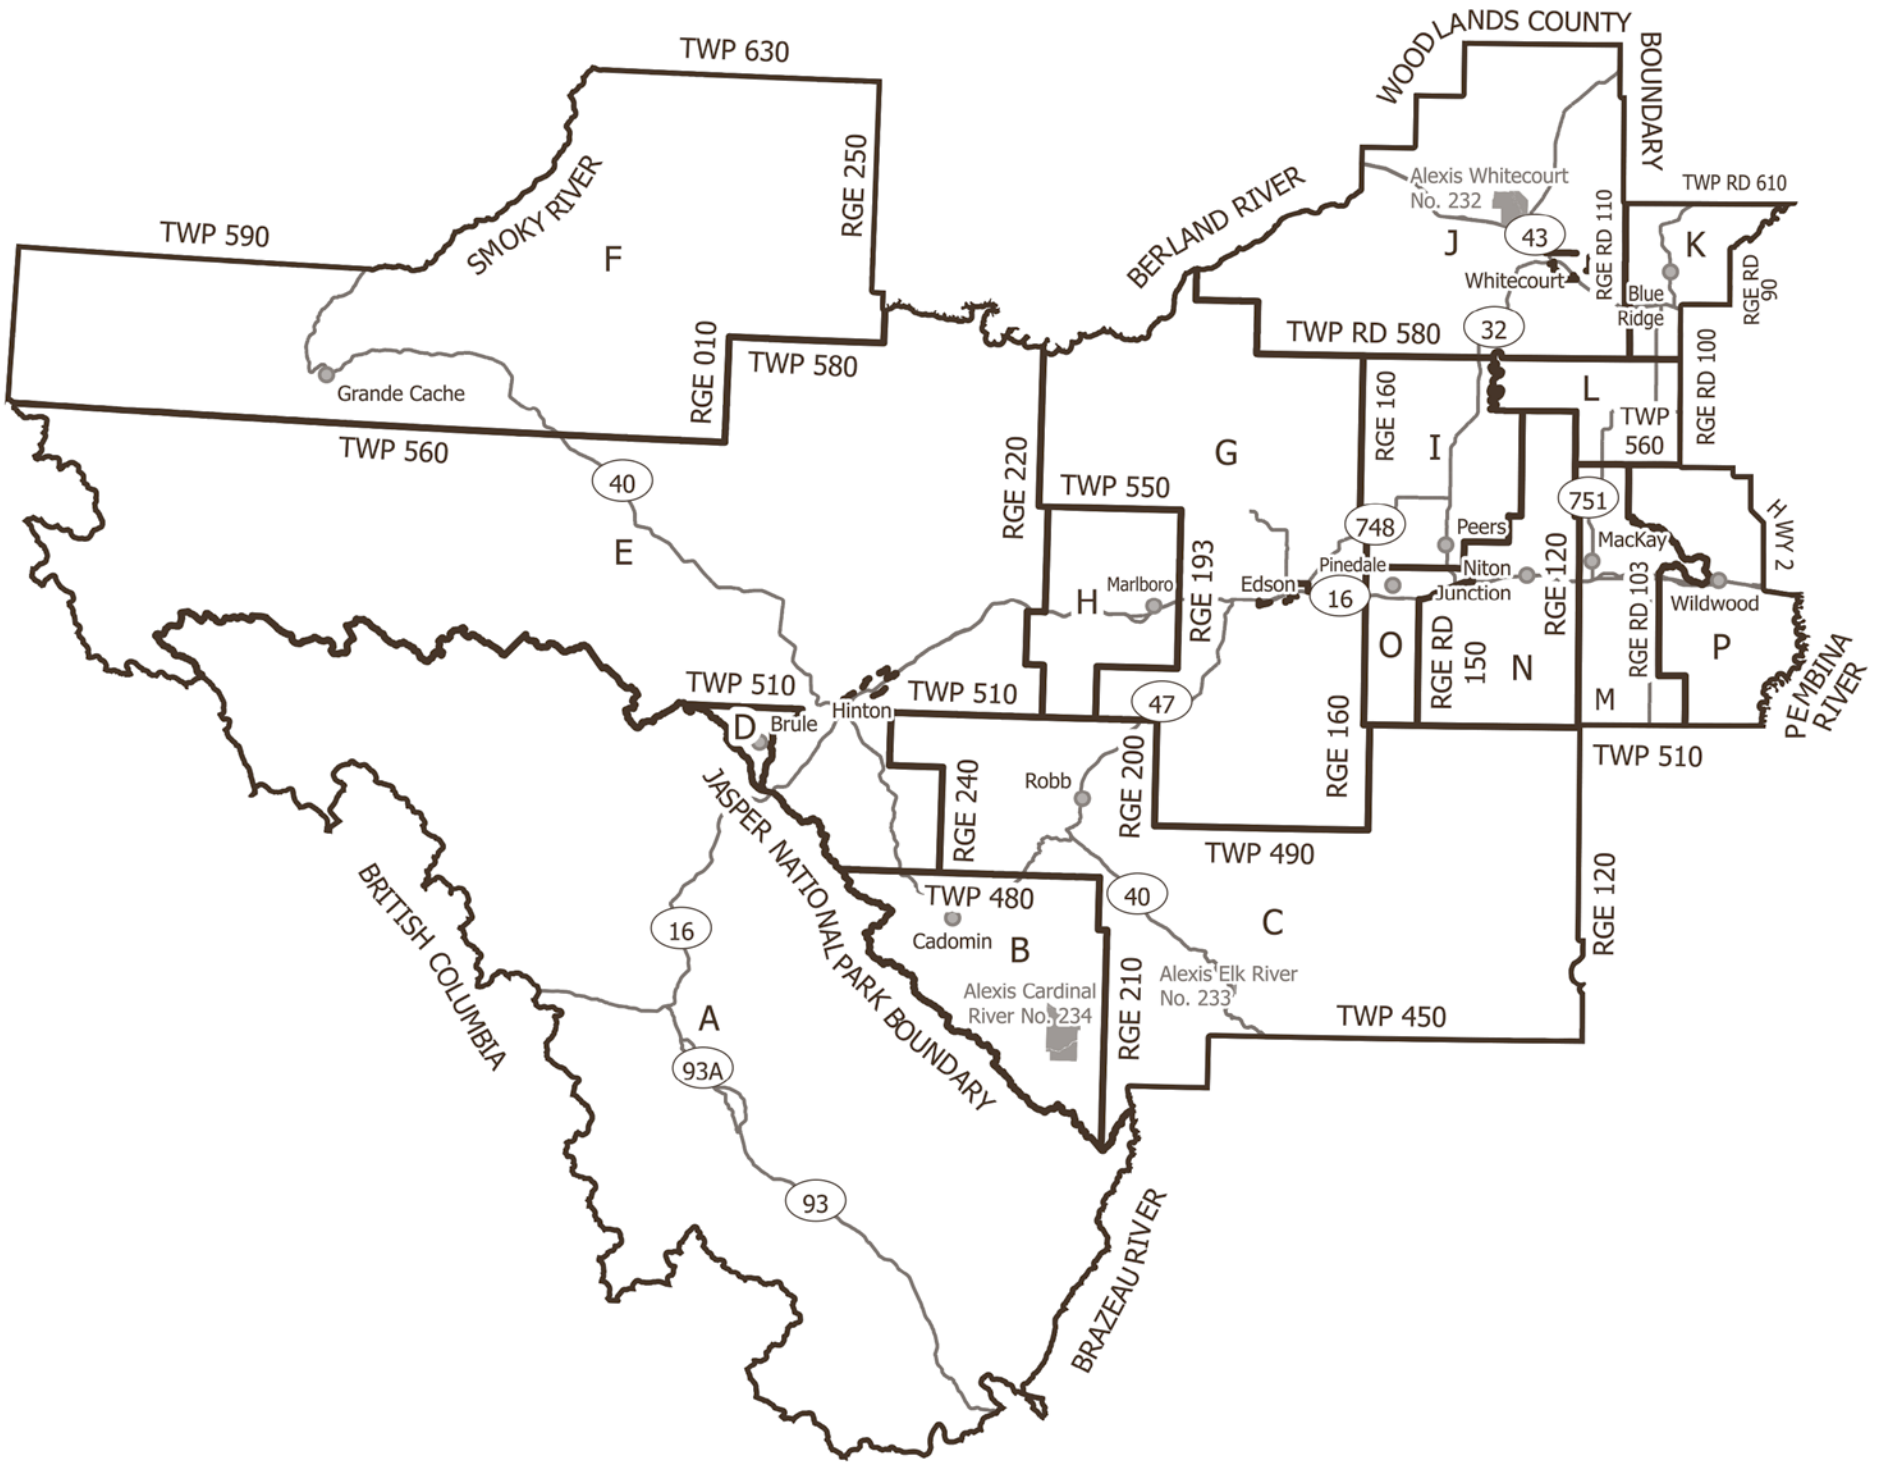 WOODLANDS COUNTY
BOUNDARY
TWP 630
RGE 250
SMOKY RIVER
TWP 590
F
BERLAND RIVER
Alexis Whitecourt
No. 232
43
J
Whitecourt
RGE RD 110
TWP RD 610
K
RGE RD
90
Blue
Ridge
32
TWP RD 580
RGE 010
TWP 580
Grande Cache
TWP 560
RGE 160
L
TWP
560
RGE RD 100
I
G
RGE 220
TWP 550
40
E
751
748
Peers
MacKay
HWY 2
RGE 193
Marlboro
H
Edson
Pinedale
16
Niton
Junction
RGE 120
RGE RD 103
Wildwood
O
RGE RD
150
N
M
P
PEMBINA
RIVER
TWP 510
Hinton
TWP 510
47
D
Brule
RGE 160
TWP 510
Robb
RGE 200
RGE 240
TWP 490
JASPER NATIONAL PARK BOUNDARY
BRITISH COLUMBIA
TWP 480
40
Cadomin
B
C
RGE 120
16
Alexis Cardinal
River No. 234
RGE 210
Alexis Elk River
No. 233
TWP 450
A
93A
93
BRAZEAU RIVER